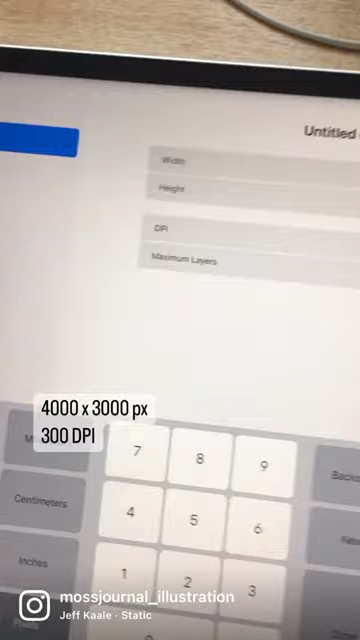 Untitled
Width
Height
DPI
Maximum Layers
4000 x 3000 px
300 DPI
7
8
9
Centimeters
4
5
6
Inches
1
2
3
mossjournal_illustration
Jeff Kaale · Static